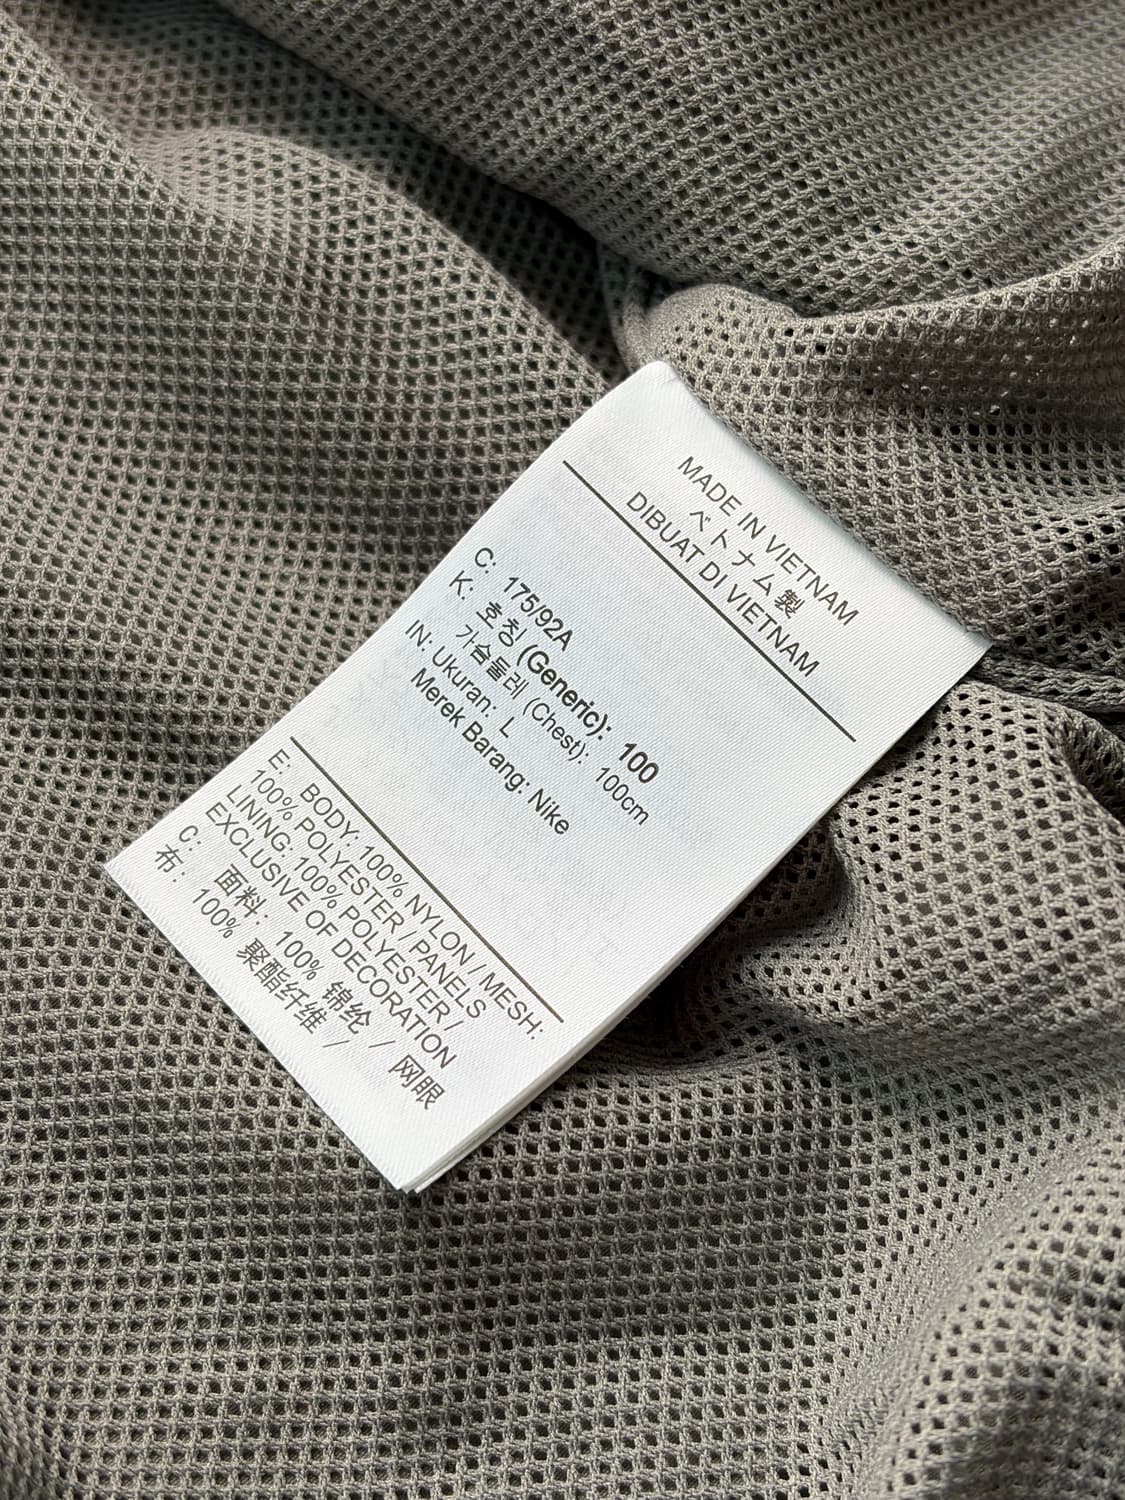 MADE IN VIETNAM
ベトナム製
DIBUAT DI VIETNAM
C: 175/92A
K: 호칭 (Generic): 100
가슴둘레 (Chest): 100cm
IN: Ukuran: L
Merek Barang: Nike
E: BODY: 100% NYLON / MESH:
100% POLYESTER / PANELS
LINING: 100% POLYESTER /
EXCLUSIVE OF DECORATION
C: 面料: 100% 锦纶 / 网眼
布: 100% 聚酯纤维 /